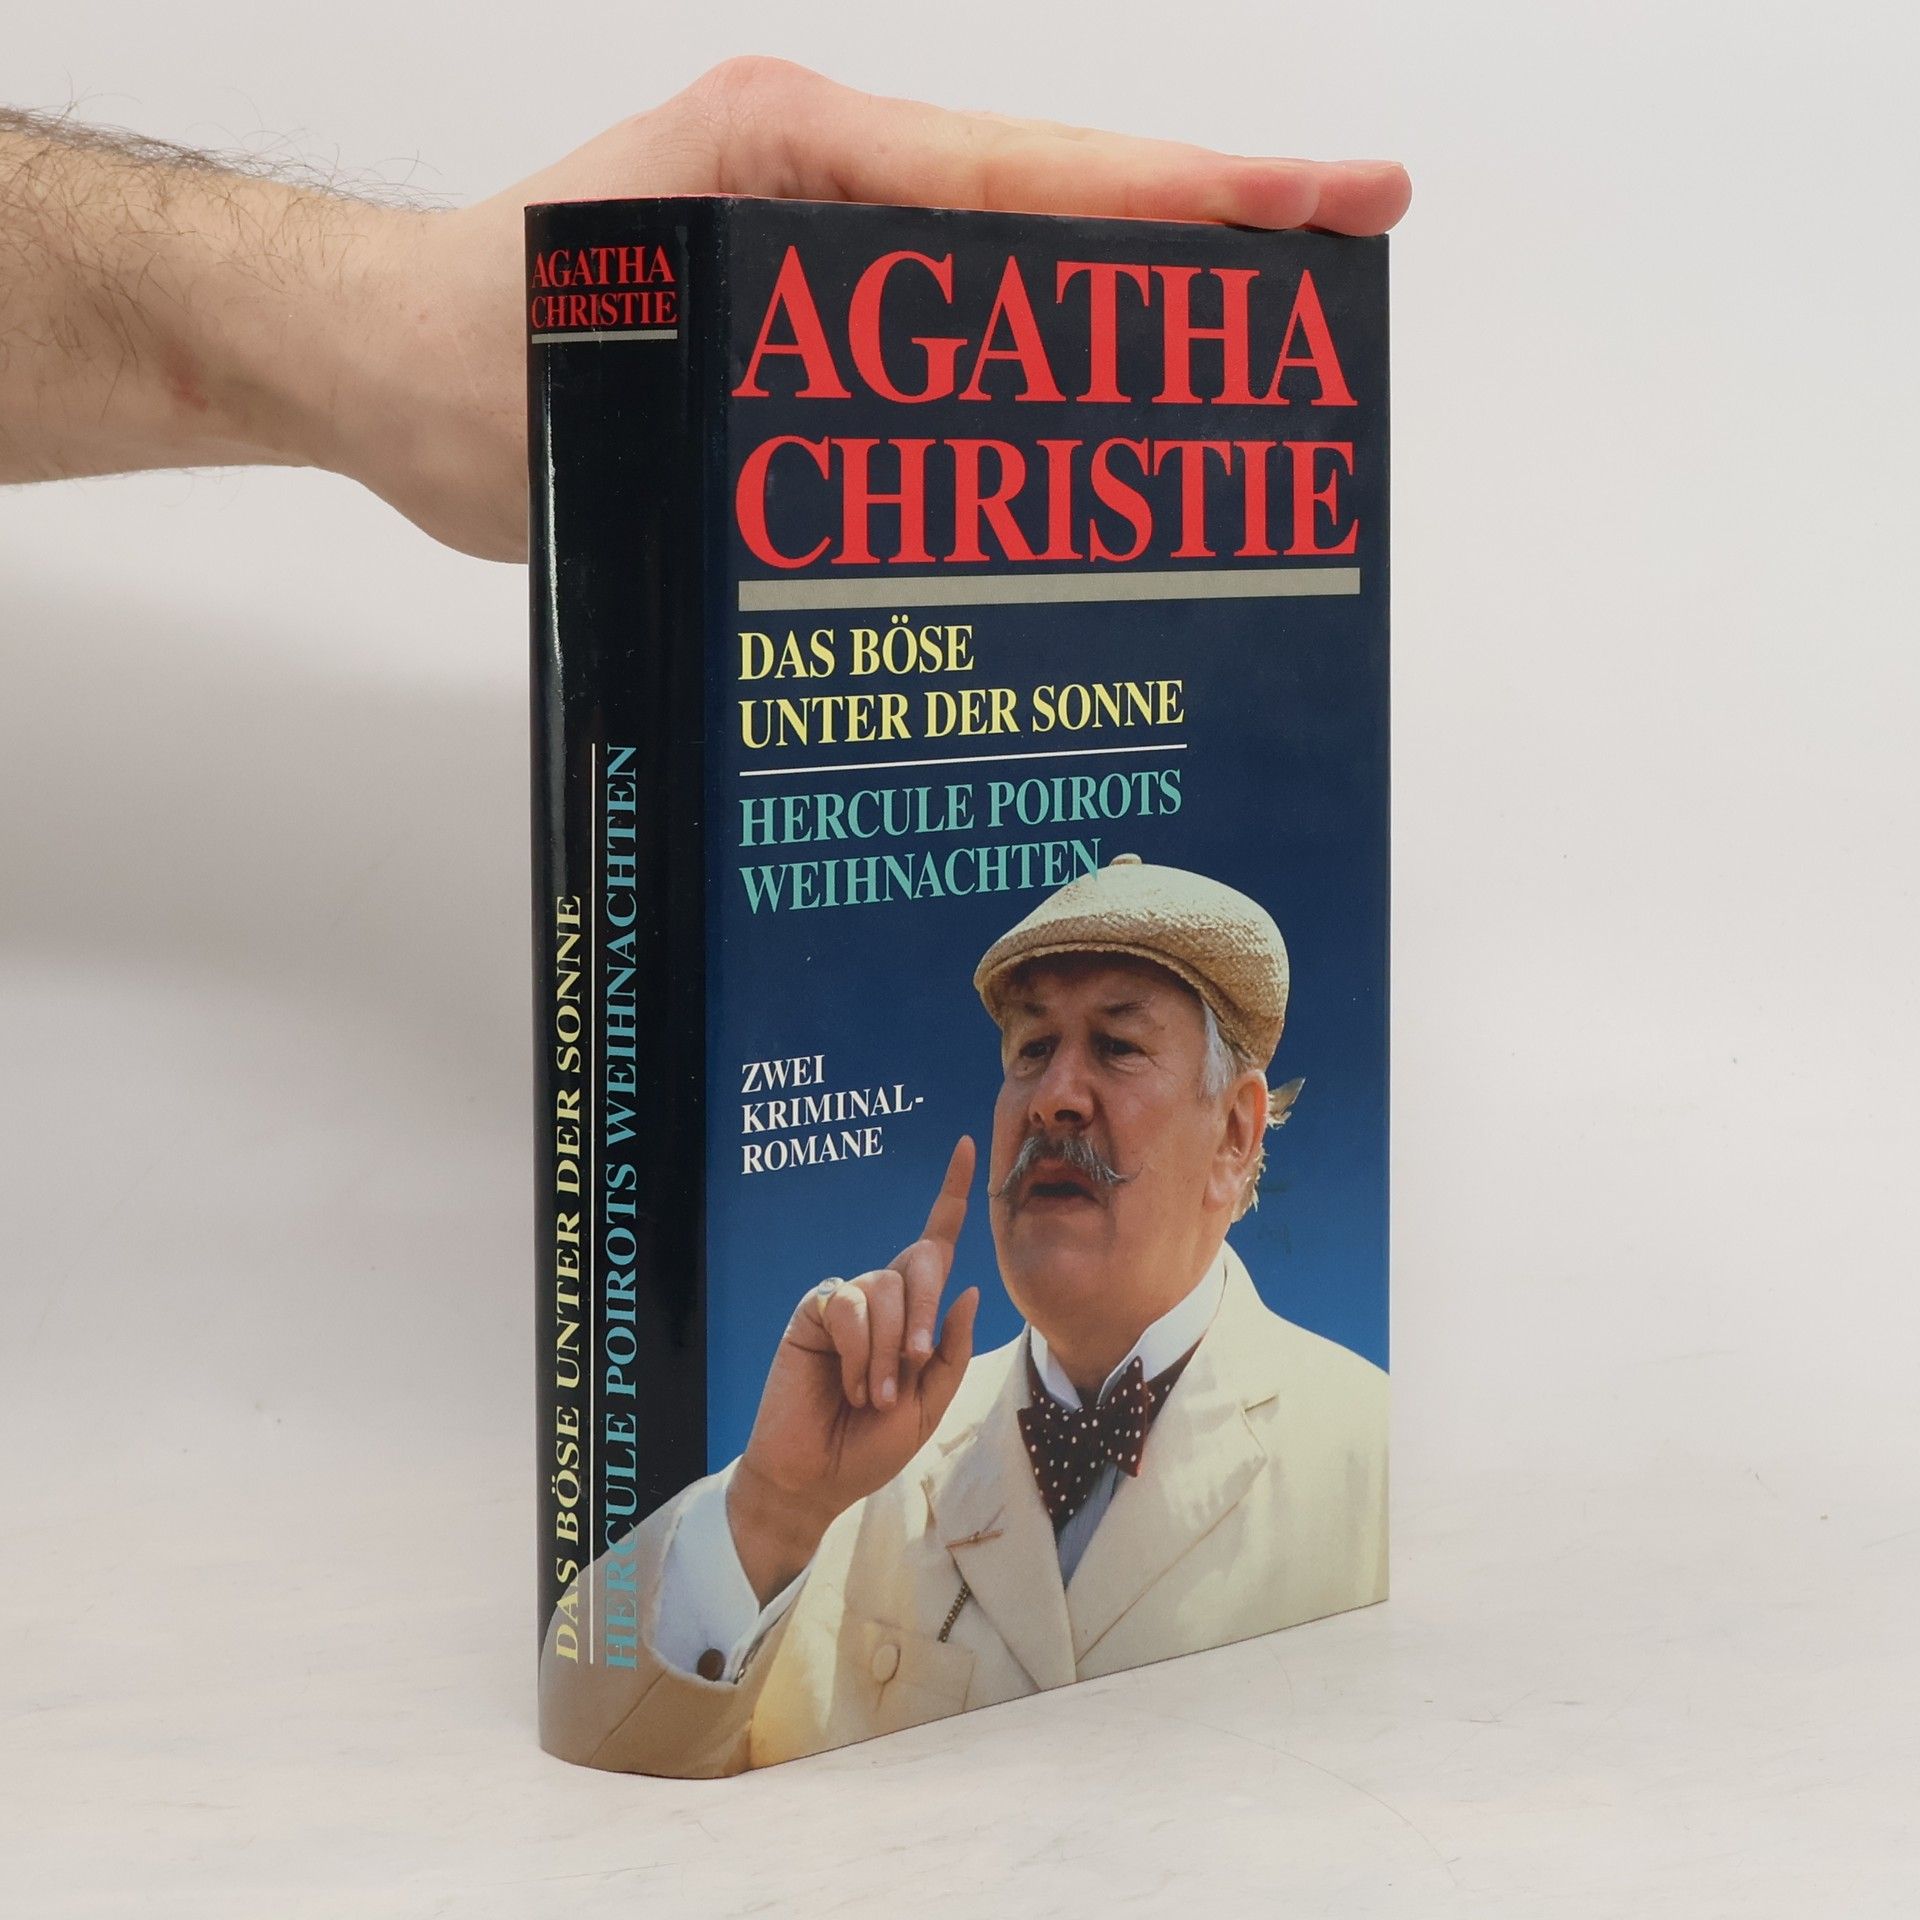 AGATHA
CHRISTIE
DAS BÖSE UNTER DER SONNE
HERCULE POIROTS WEIHNACHTEN
AGATHA
CHRISTIE
DAS BÖSE
UNTER DER SONNE
HERCULE POIROTS
WEIHNACHTEN
ZWEI
KRIMINAL-
ROMANE